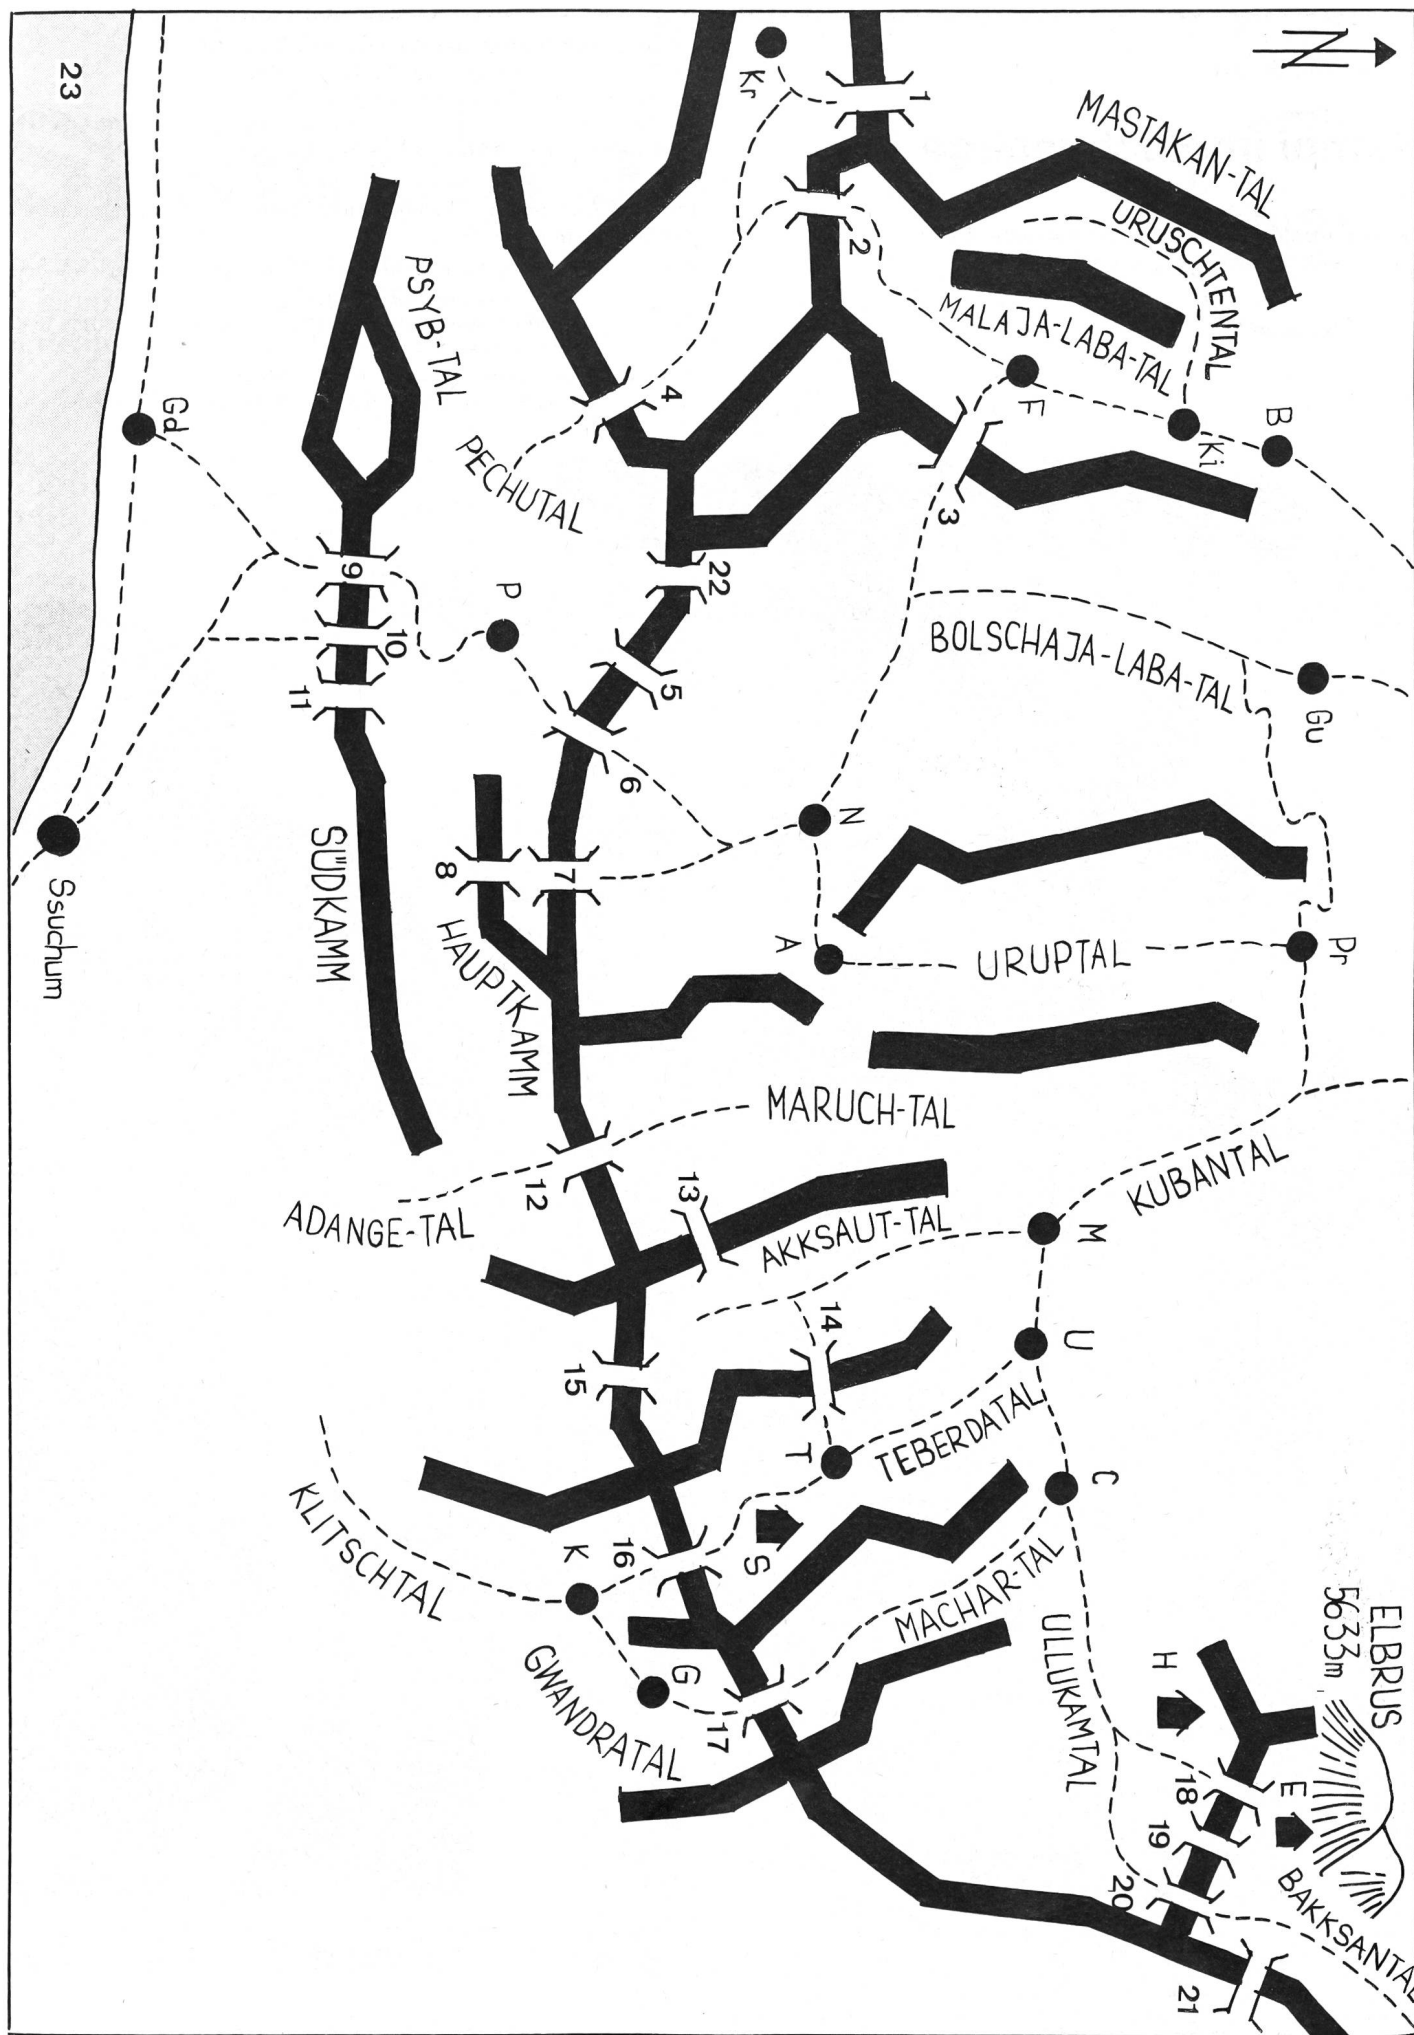 N
MASTAKAN-TAL
URUSCHTENTAL
MALAJA-LABA-TAL
Kr
1
2
F
Ki
B
3
PSYB-TAL
4
PECHUTAL
22
BOLSCHAJA-LABA-TAL
Gu
Gd
9
10
11
P
5
6
N
7
8
A
URUPTAL
Pr
23
Ssuchum
SÜDKAMM
HAUPTKAMM
MARUCH-TAL
KUBANTAL
12
ADANGE-TAL
13
AKKSAUT-TAL
M
14
15
U
T
TEBERDATAL
C
KLITSCHTAL
K
16
S
MACHAR-TAL
ULLUKAMTAL
G
GWANDRATAL
17
H
ELBRUS
5633m
18
E
19
20
BAKKSANTAL
21